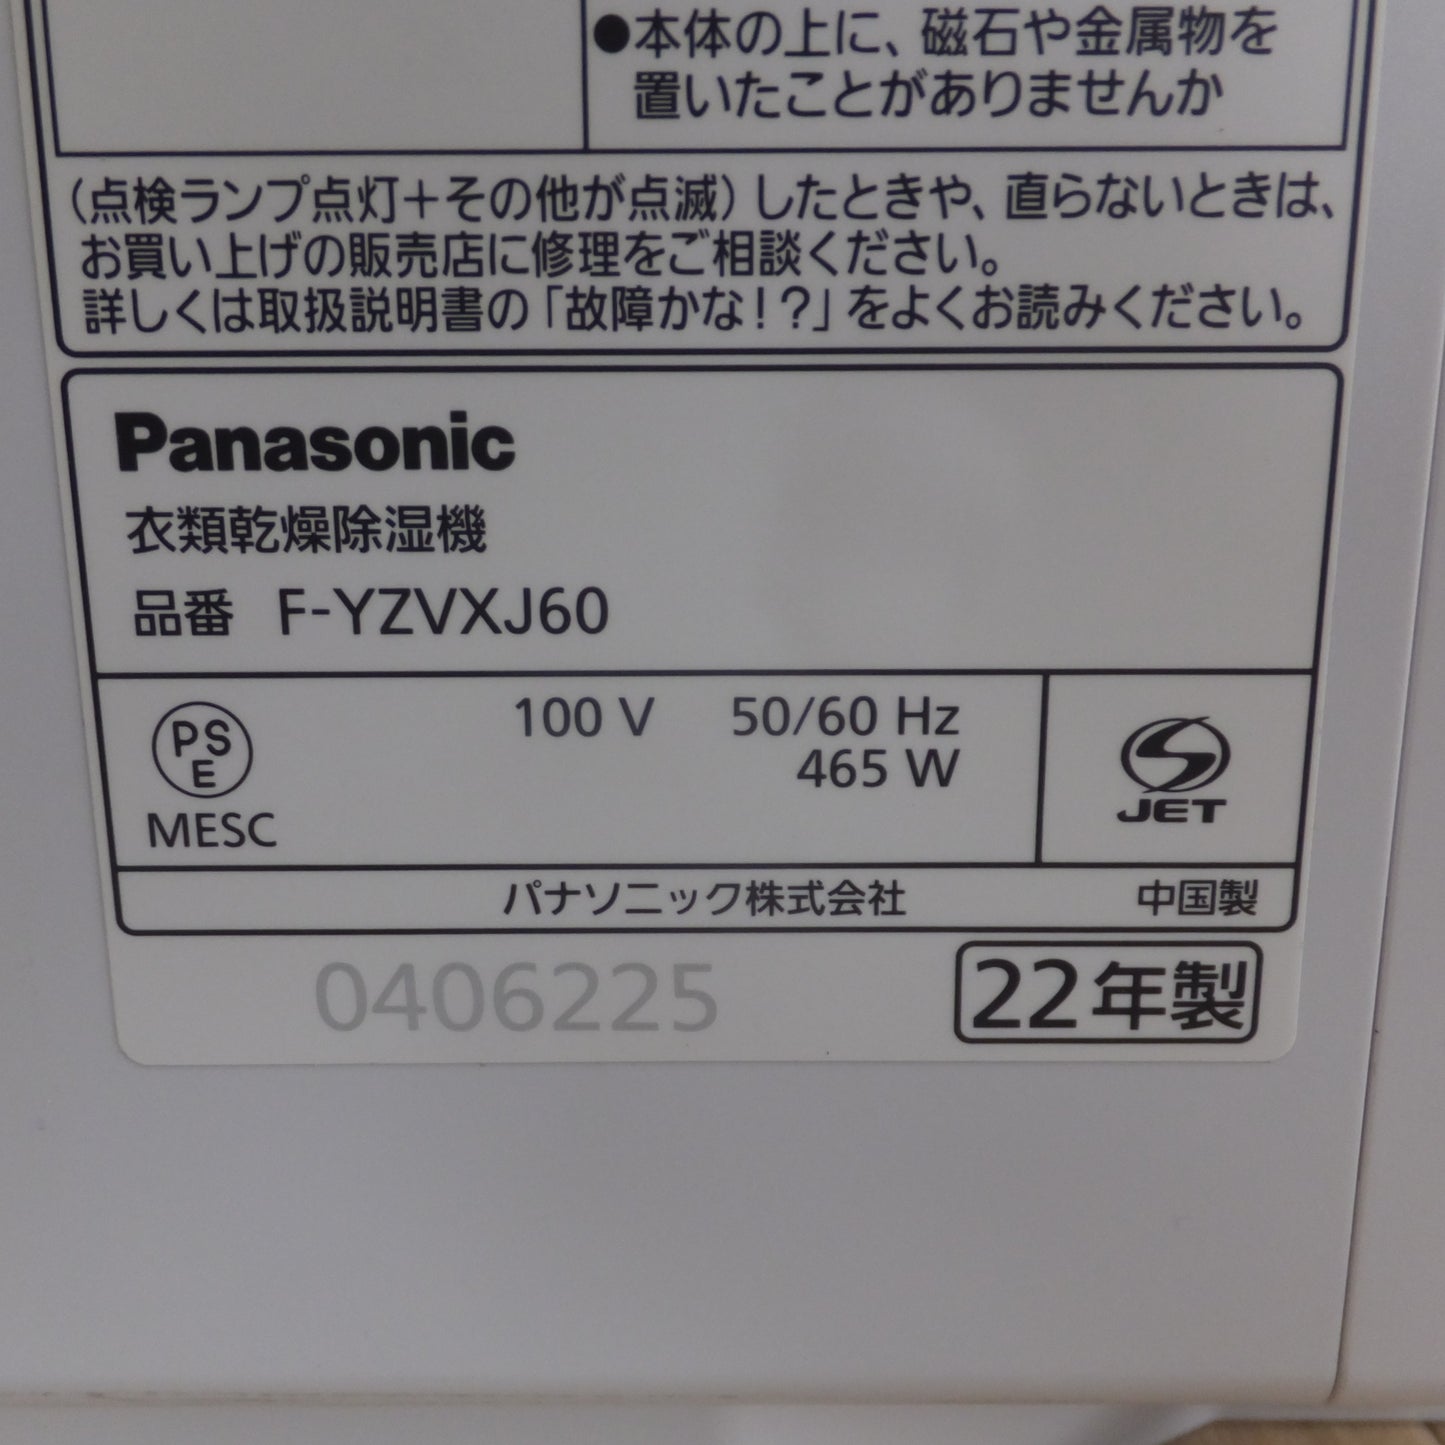 ●本体の上に、磁石や金属物を
置いたことがありませんか
(点検ランプ点灯+その他が点滅)したときや、直らないときは、
お買い上げの販売店に修理をご相談ください。
詳しくは取扱説明書の「故障かな!?」をよくお読みください。
Panasonic
衣類乾燥除湿機
品番 F-YZVXJ60
PSE
MESC
100 V 50/60 Hz
465 W
JET
パナソニック株式会社
中国製
0406225
22年製